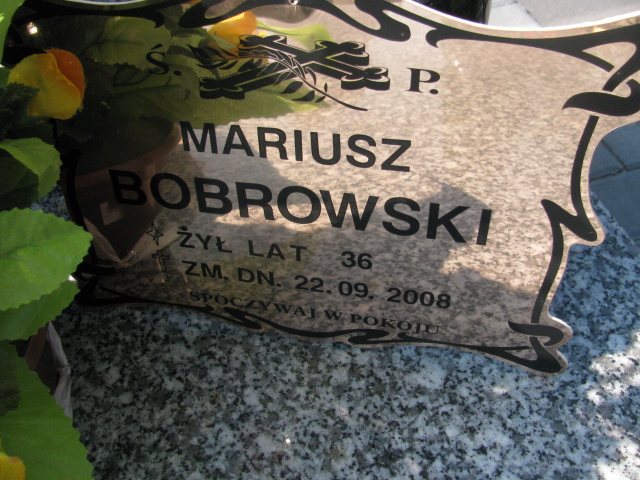 Ś. P.
MARIUSZ
BOBROWSKI
ŻYŁ LAT 36
ZM. DN. 22.09.2008
SPOCZYWAJ W POKOJU